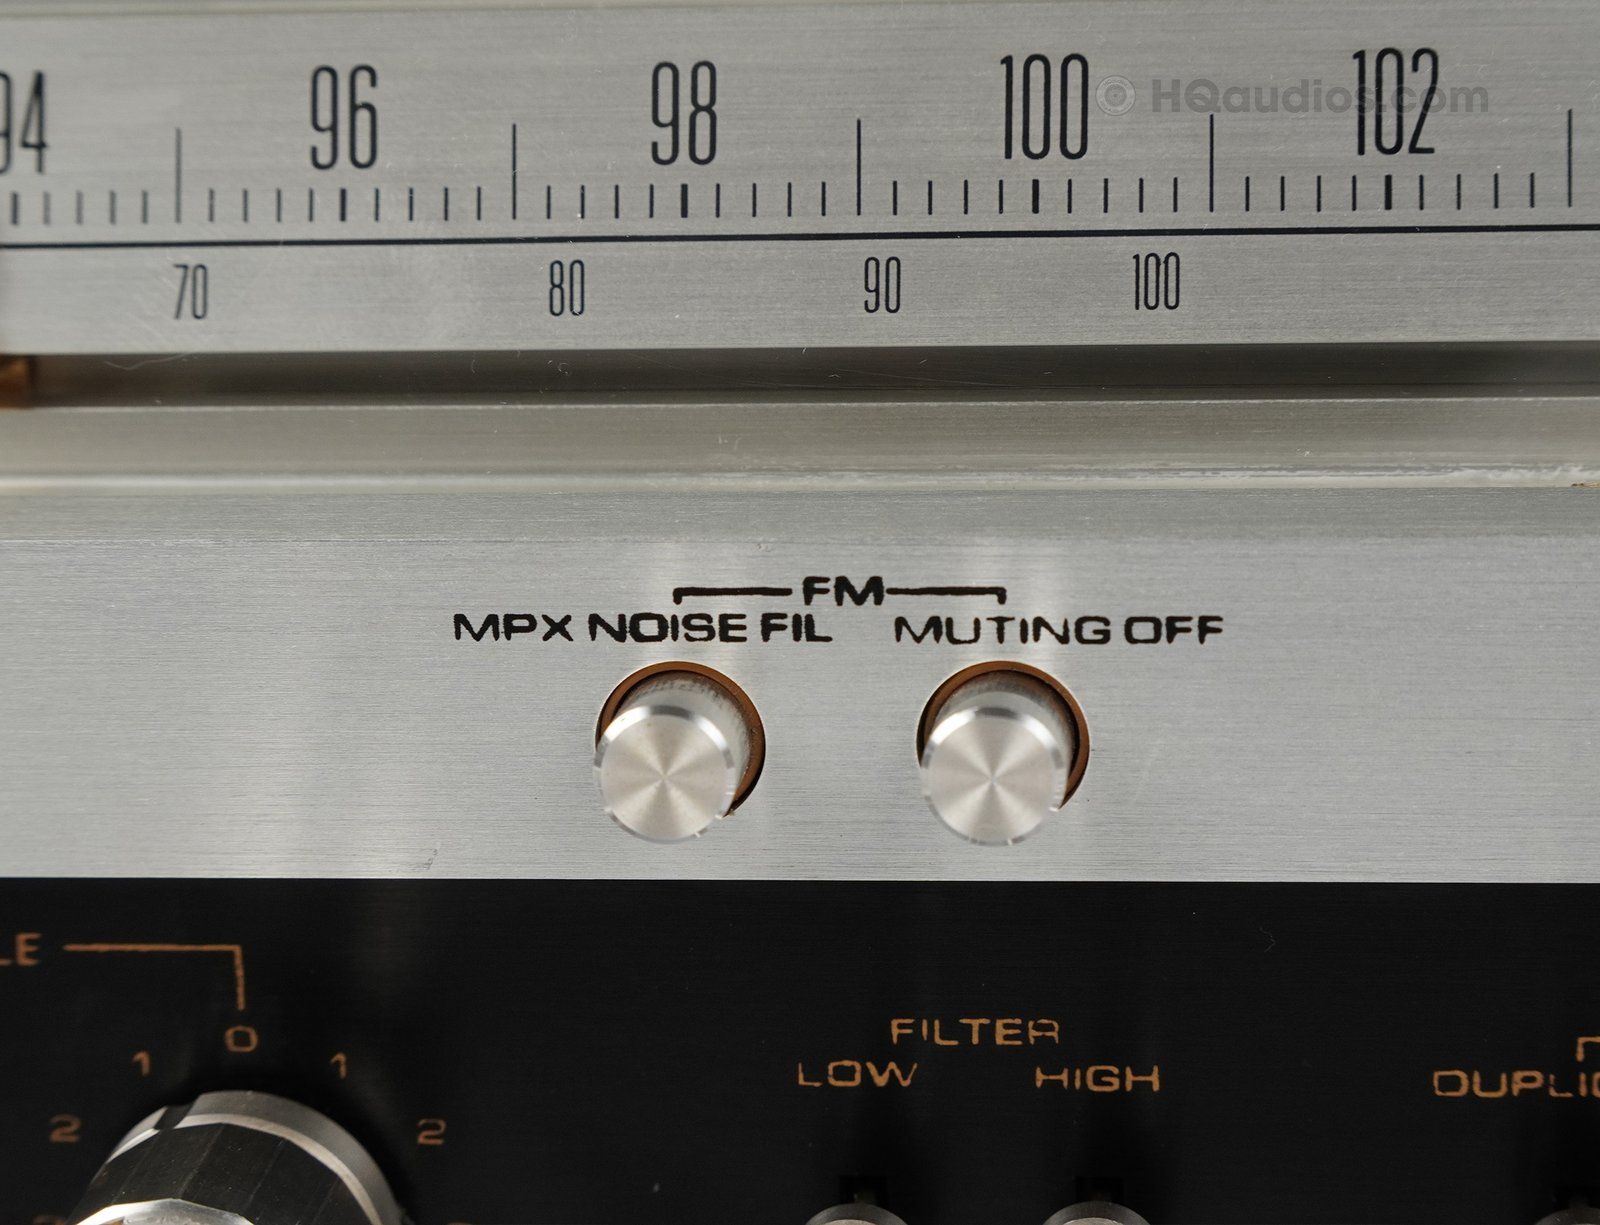 94 96 98 100 102
HQaudios.com
70 80 90 100
FM
MPX NOISE FIL MUTING OFF
0
1 1
2 2
FILTER
LOW HIGH